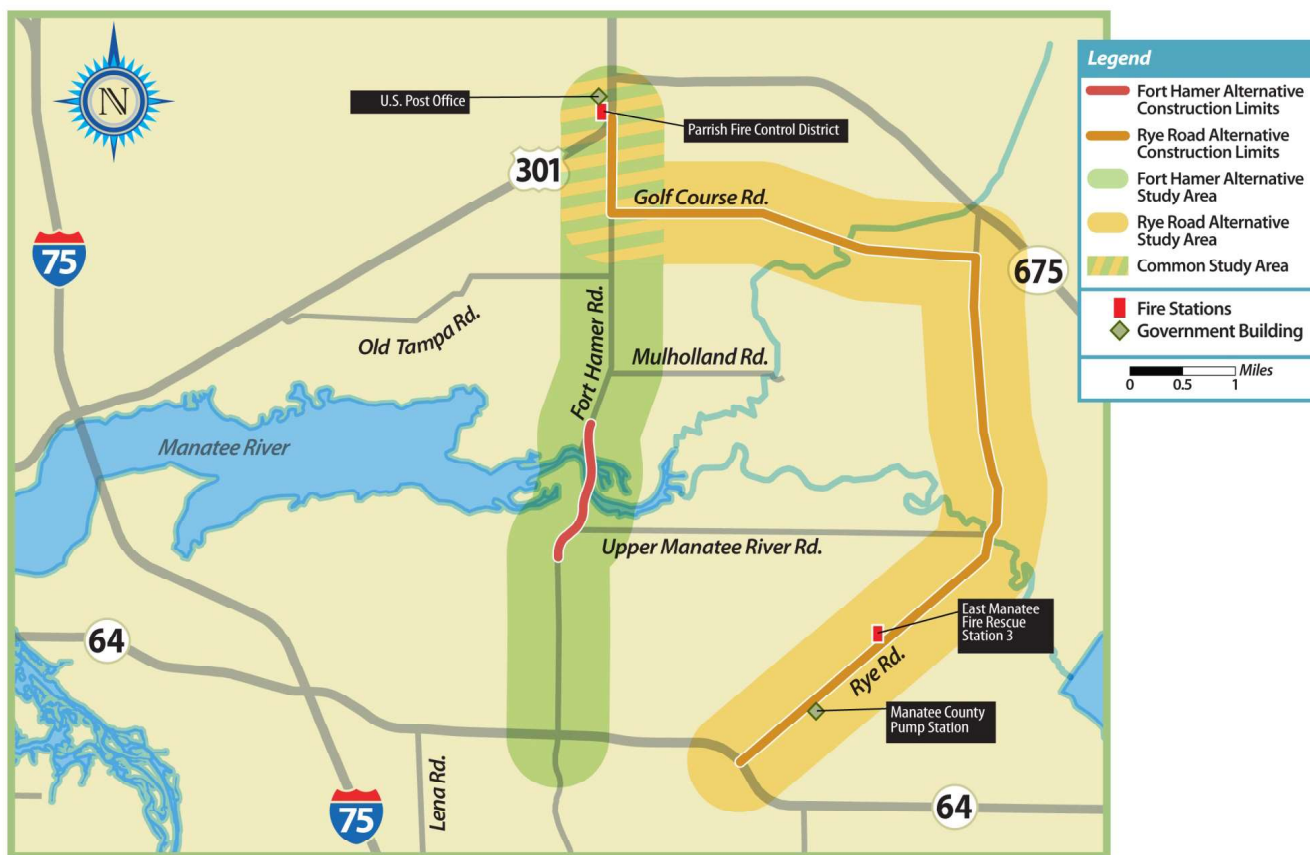 N
U.S. Post Office
Parrish Fire Control District
301
Golf Course Rd.
75
675
Old Tampa Rd.
Fort Hamer Rd.
Mulholland Rd.
Manatee River
Upper Manatee River Rd.
East Manatee
Fire Rescue
Station 3
64
Rye Rd.
Manatee County
Pump Station
Lena Rd.
75
64
Legend
Fort Hamer Alternative
Construction Limits
Rye Road Alternative
Construction Limits
Fort Hamer Alternative
Study Area
Rye Road Alternative
Study Area
Common Study Area
Fire Stations
Government Building
Miles
0 0.5 1